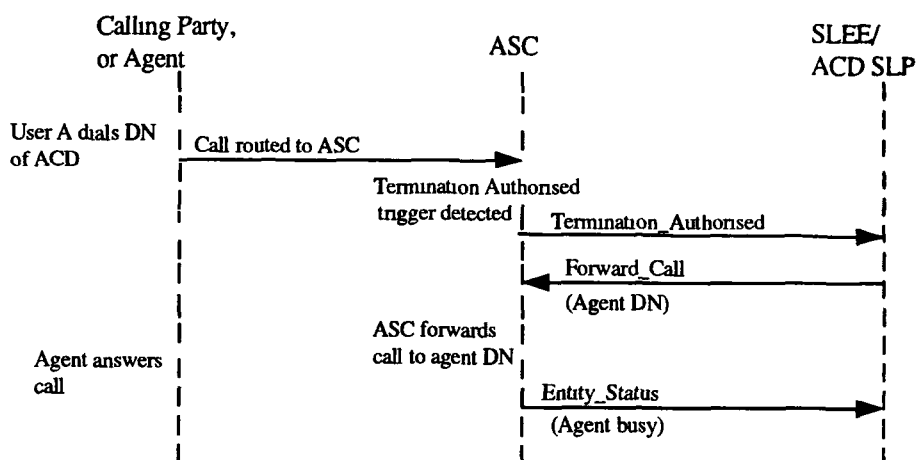 Calling Party,
or Agent
ASC
SLEE/
ACD SLP
User A dials DN
of ACD
Call routed to ASC
Termination Authorised
trigger detected
Termination_Authorised
Forward_Call
(Agent DN)
ASC forwards
call to agent DN
Agent answers
call
Entity_Status
(Agent busy)